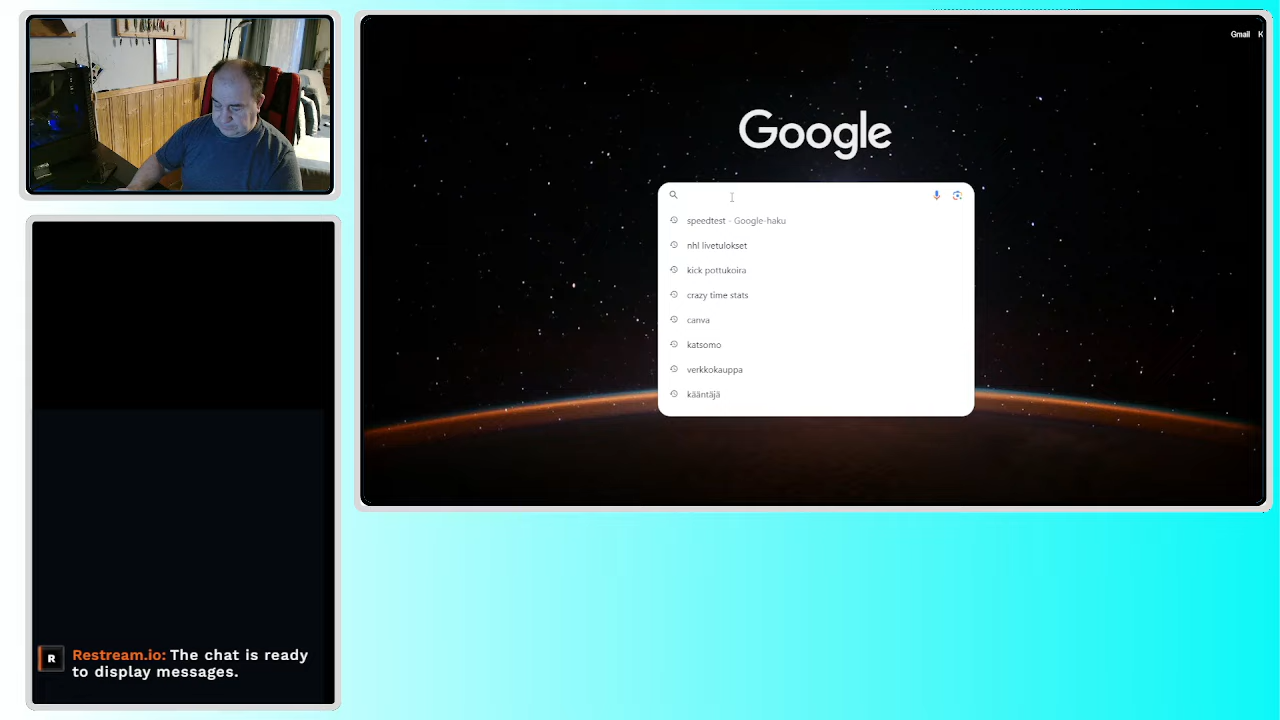 Gmail K
Google
speedtest - Google-haku
nhl livetulokset
kick pottukoira
crazy time stats
canva
katsomo
verkkokauppa
kääntäjä
R
Restream.io: The chat is ready
to display messages.